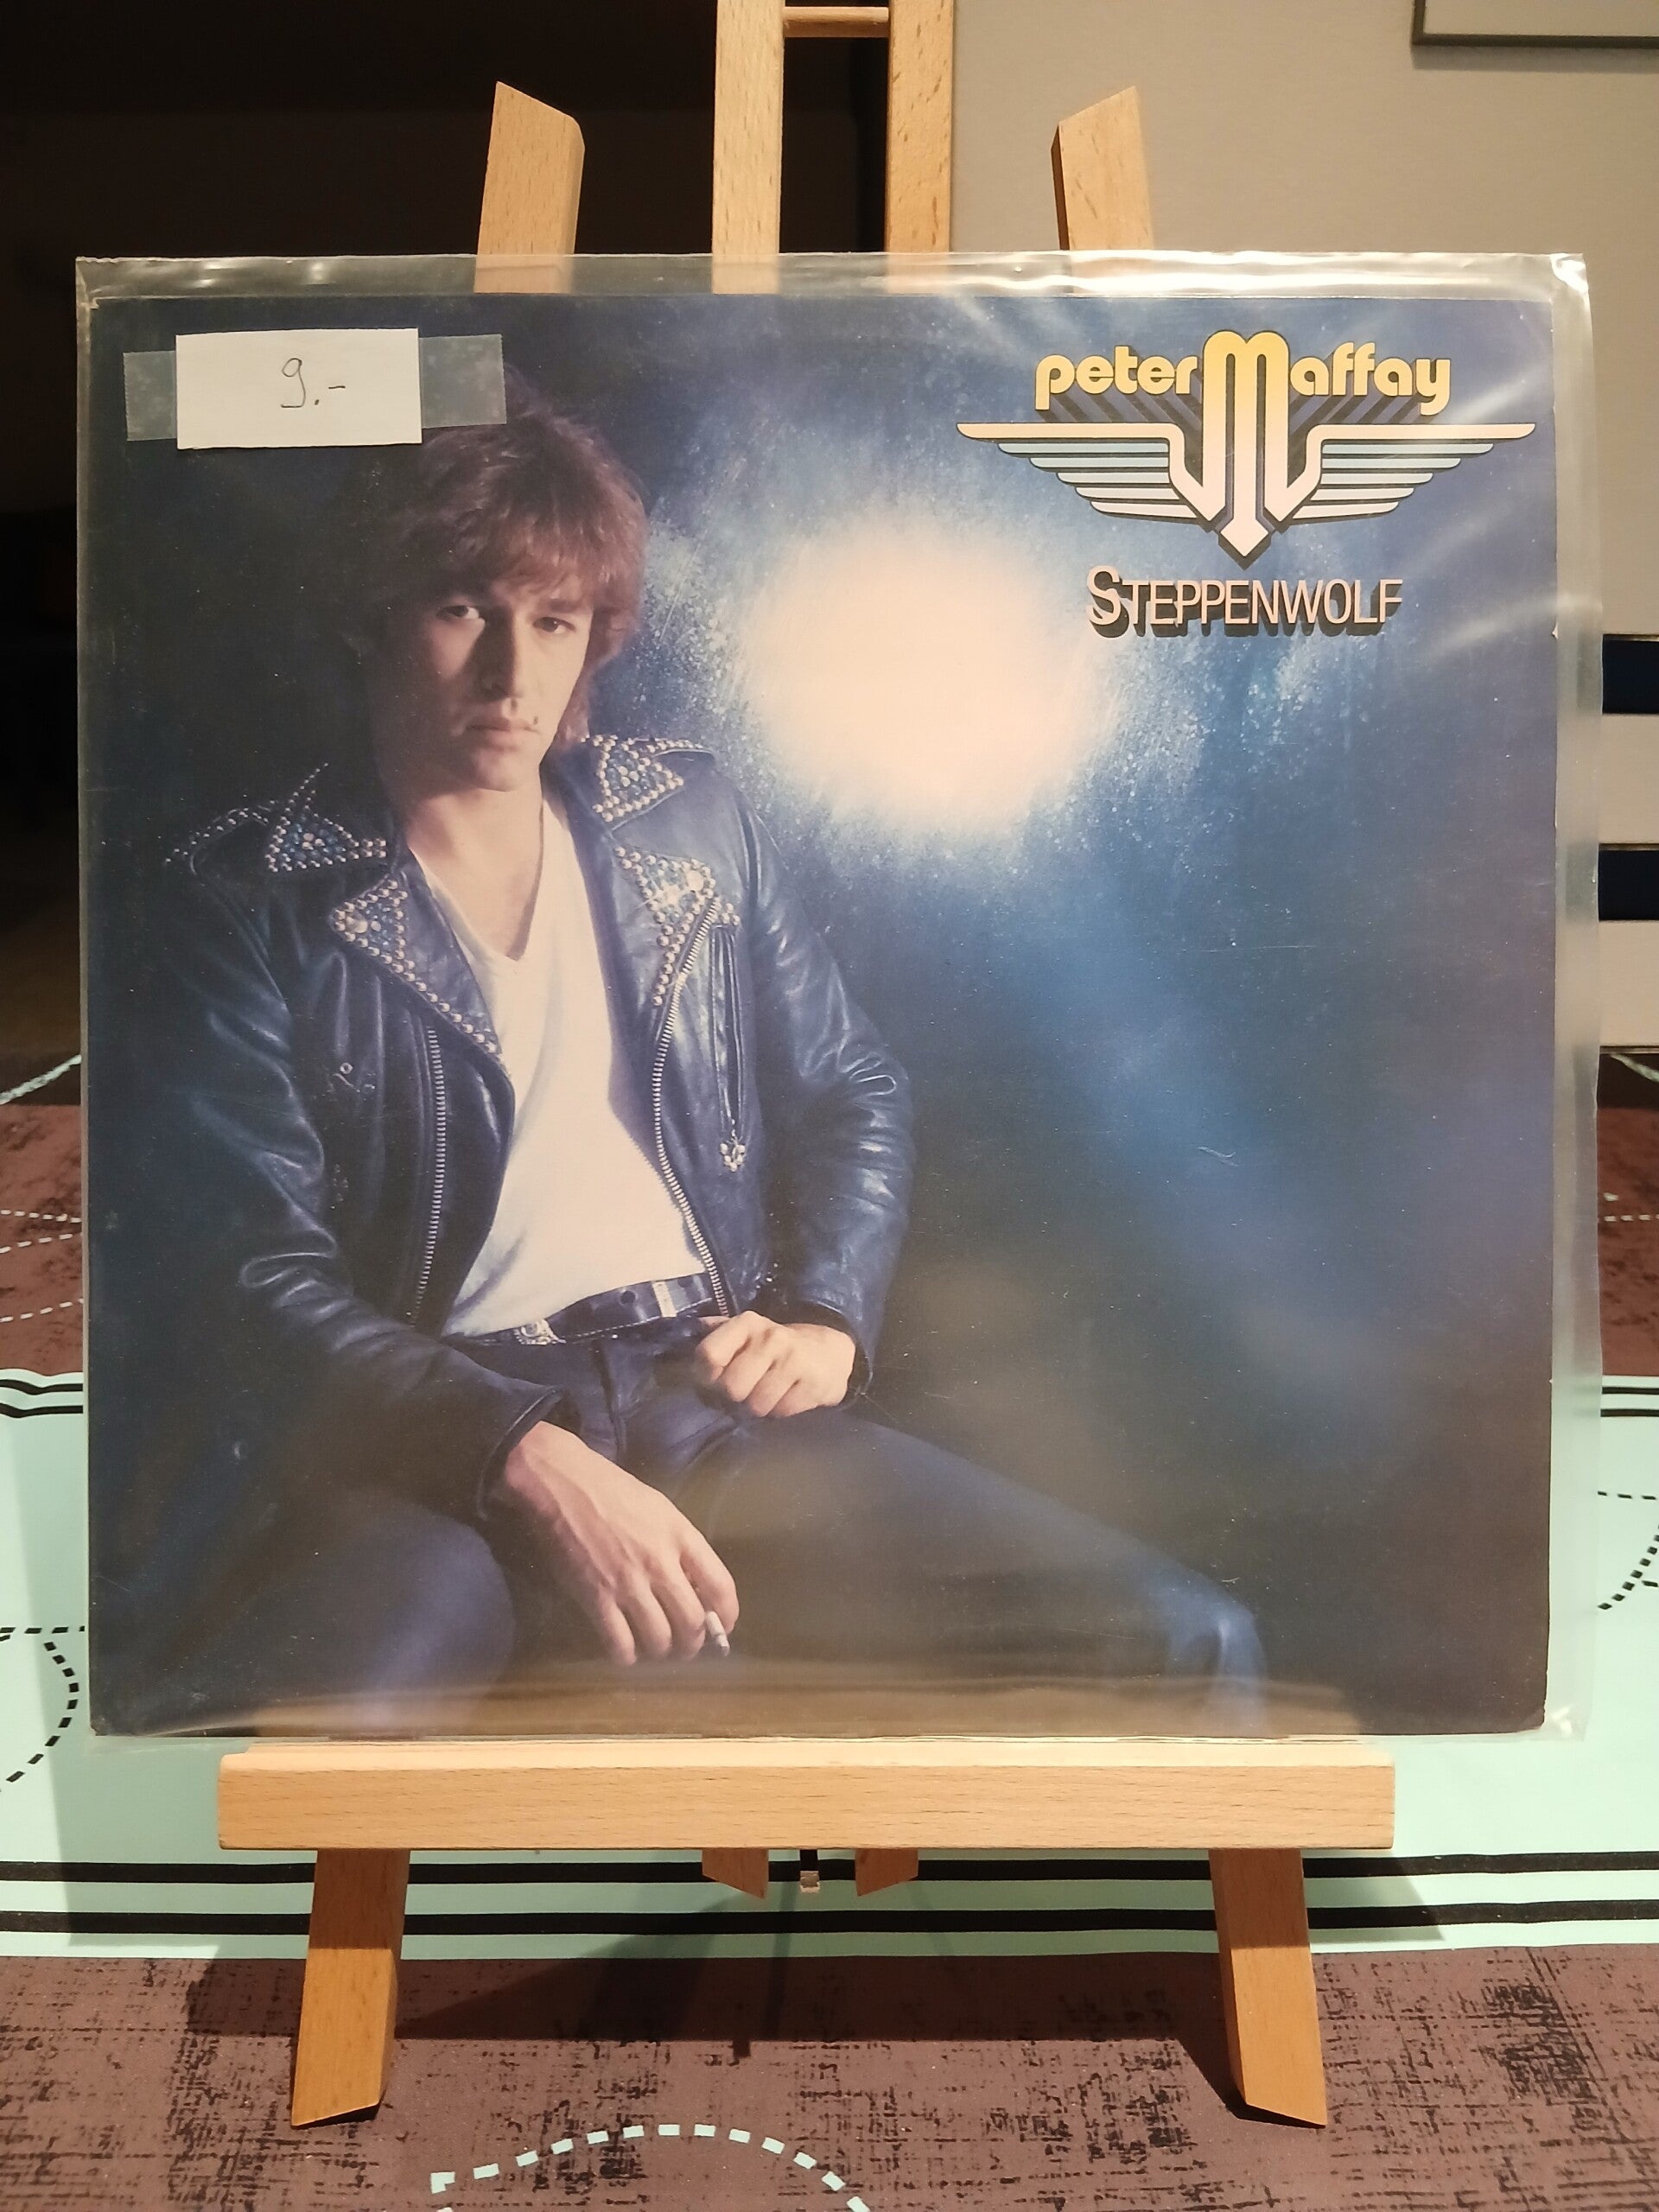 9.-
peter Maffay
STEPPENWOLF